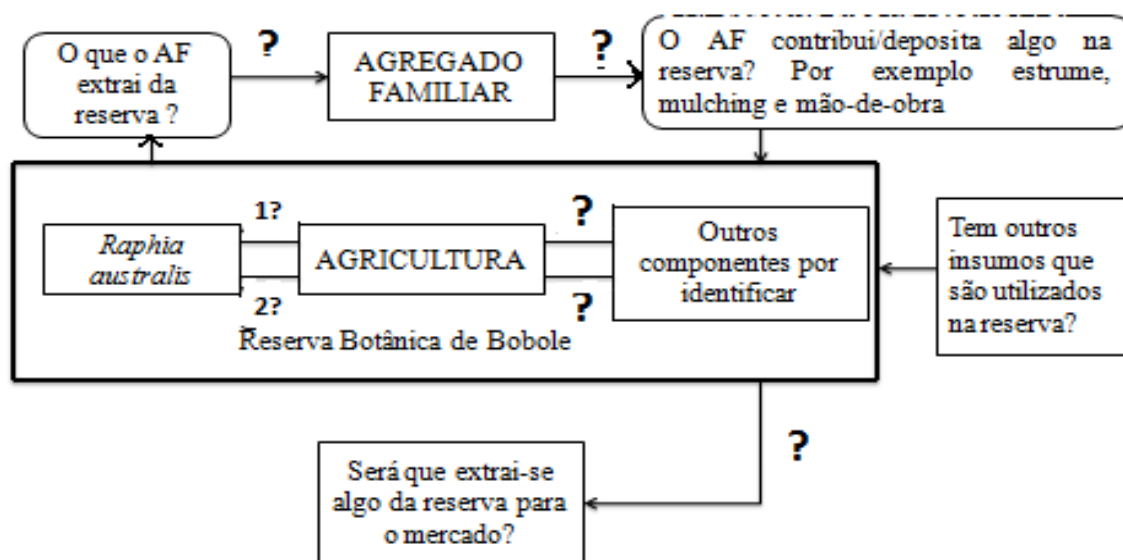 O que o AF
extrai da
reserva ?
?
AGREGADO
FAMILIAR
?
O AF contribui/deposita algo na
reserva? Por exemplo estrume,
mulching e mão-de-obra
Raphia
australis
1?
2?
AGRICULTURA
?
?
Outros
componentes por
identificar
Reserva Botânica de Bobole
Tem outros
insumos que
são utilizados
na reserva?
?
Será que extrai-se
algo da reserva para
o mercado?